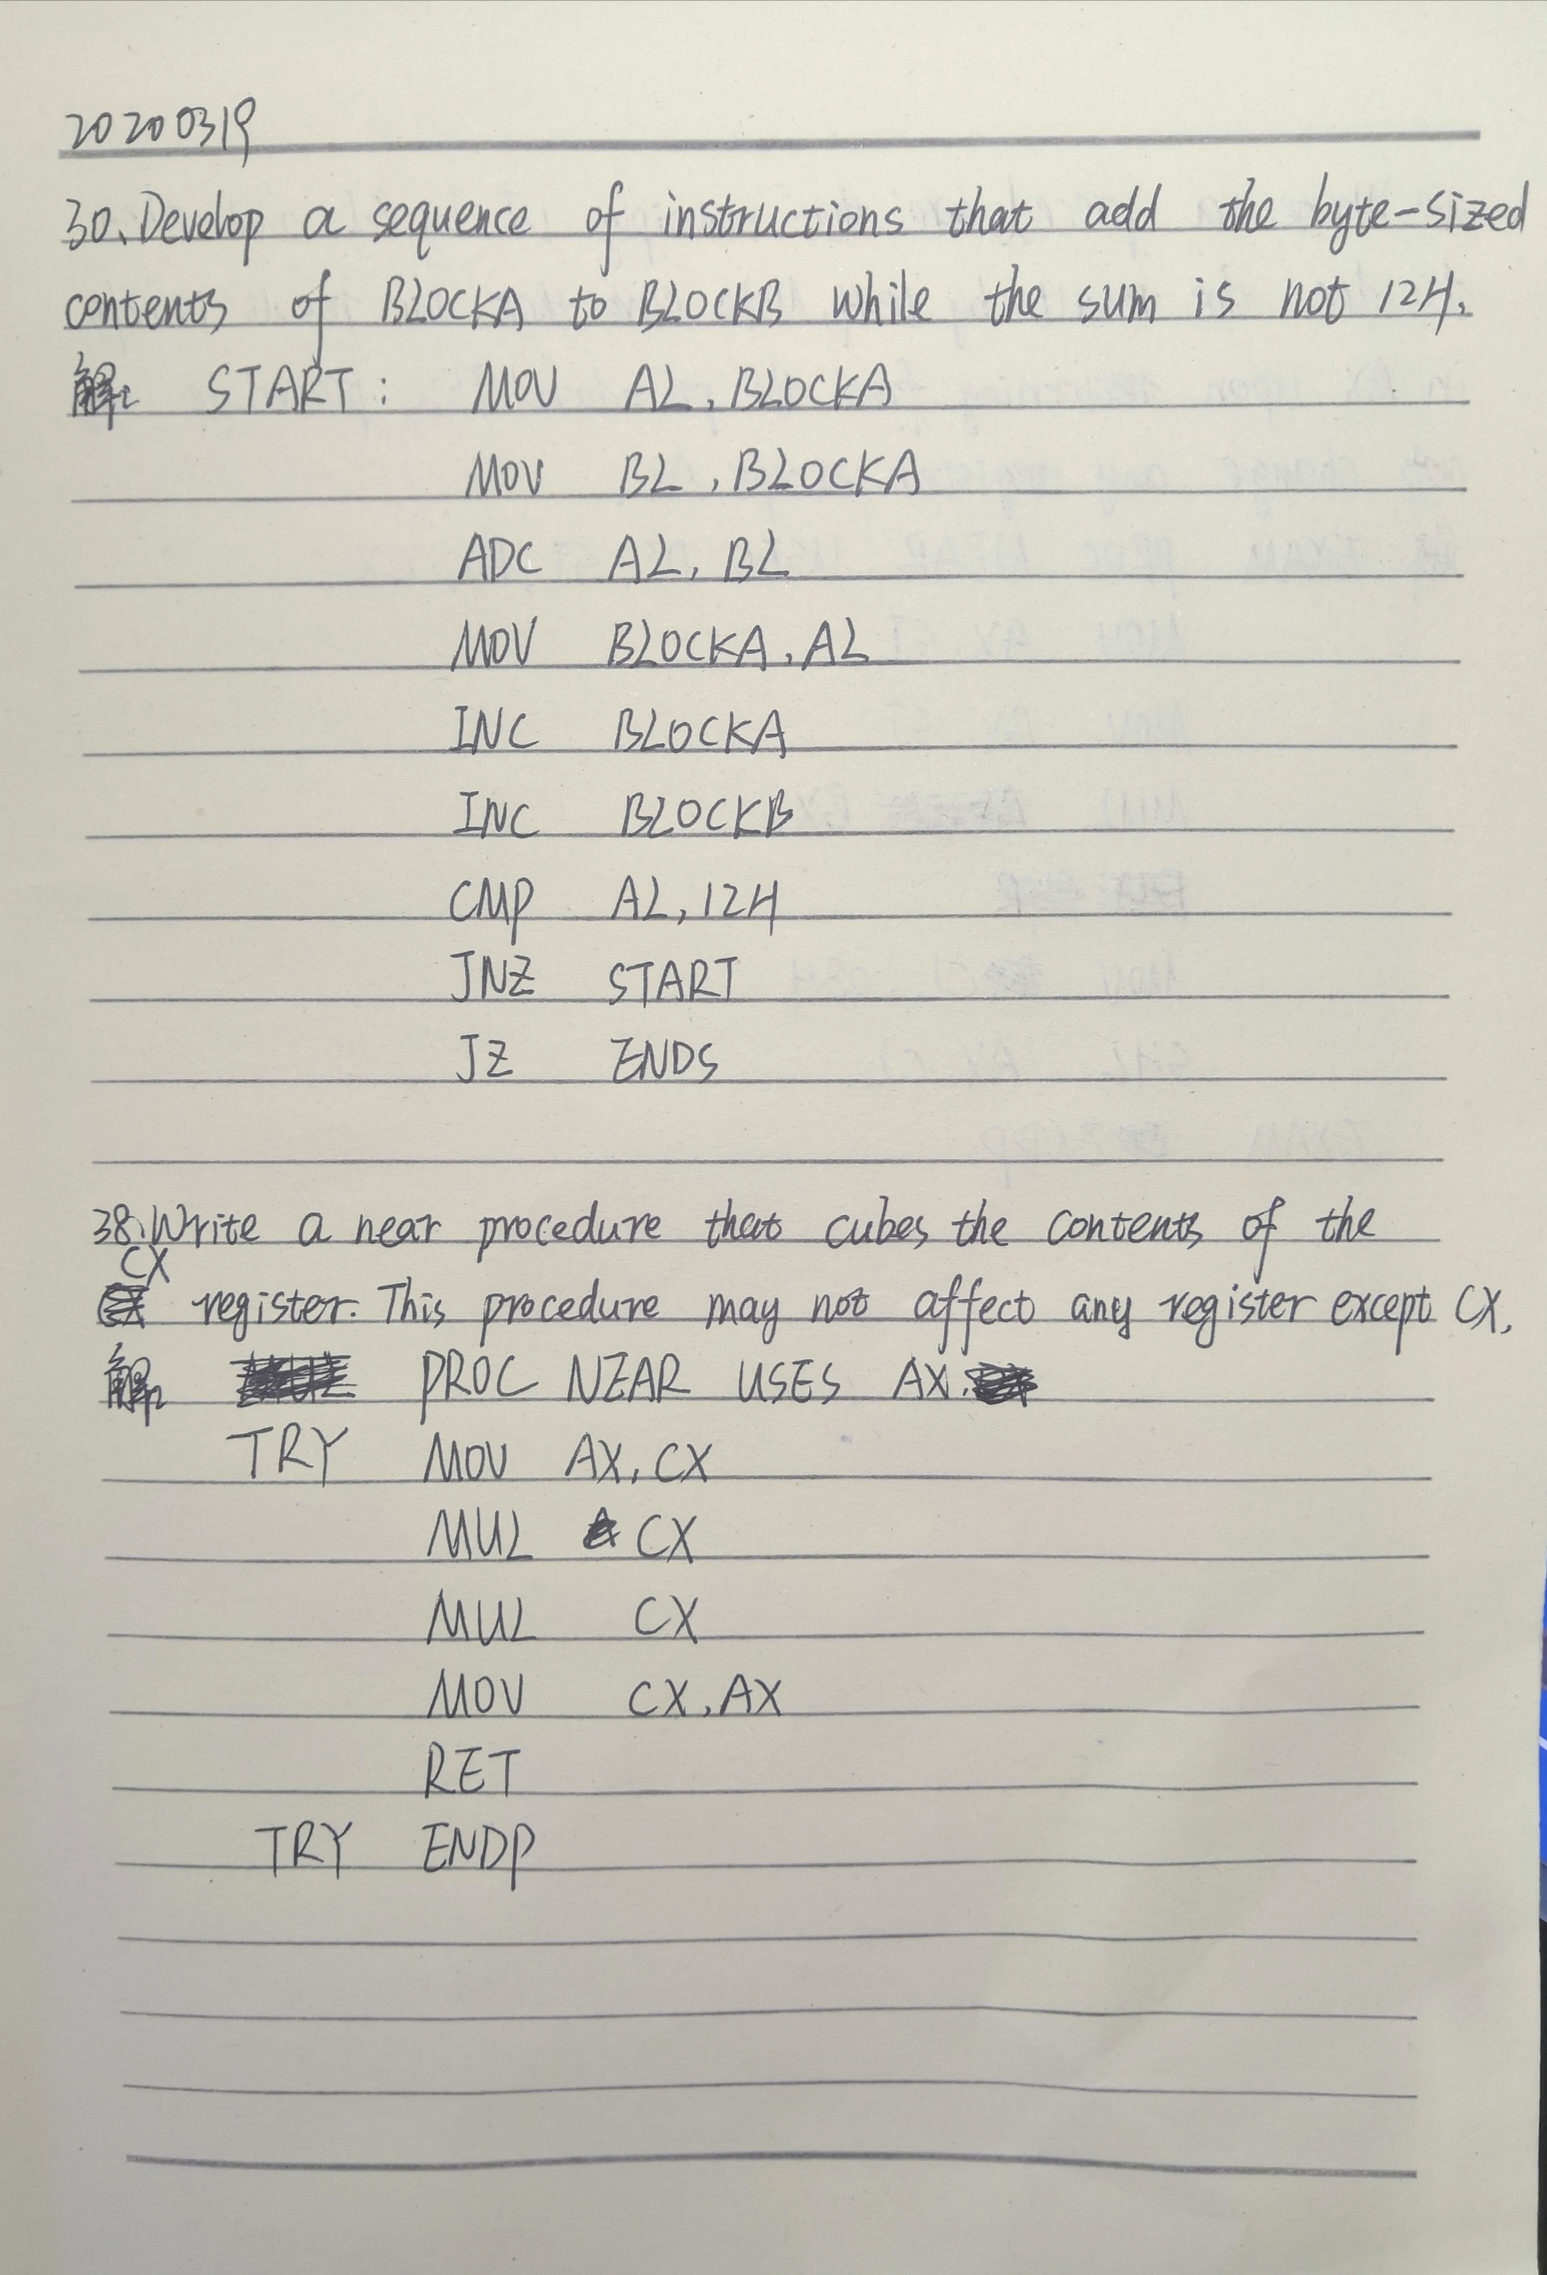 20200319
30. Develop a sequence of instructions that add the byte-sized
contents of BLOCKA to BLOCKB while the sum is not 12H.
解: START: MOV AL, BLOCKA
MOV BL, BLOCKA
ADC AL, BL
MOV BLOCKA, AL
INC BLOCKA
INC BLOCKB
CMP AL, 12H
JNZ START
JZ ENDS
38. Write a near procedure that cubes the contents of the
CX register. This procedure may not affect any register except CX.
解: PROC NEAR USES AX.
TRY MOV AX, CX
MUL CX
MUL CX
MOV CX, AX
RET
TRY ENDP